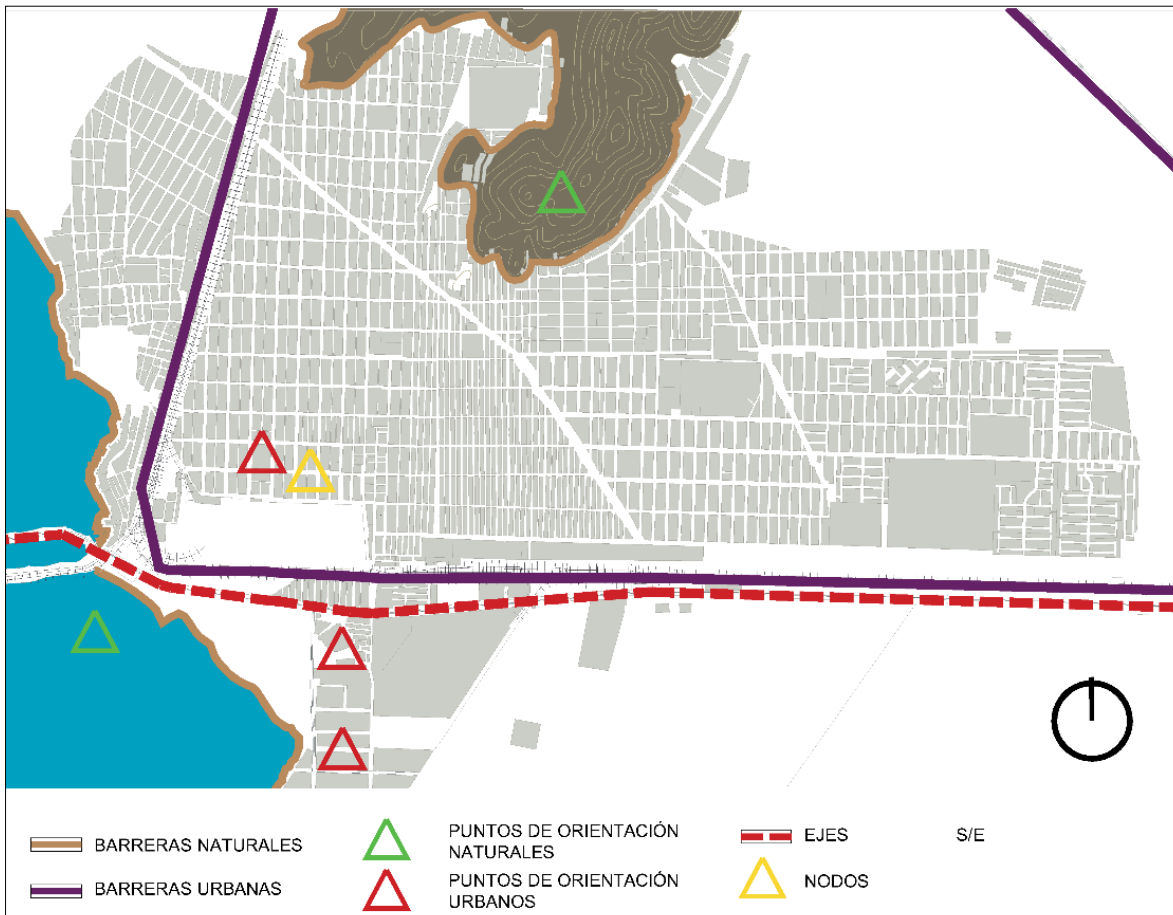 BARRERAS NATURALES
BARRERAS URBANAS
PUNTOS DE ORIENTACIÓN
NATURALES
PUNTOS DE ORIENTACIÓN
URBANOS
EJES
NODOS
S/E